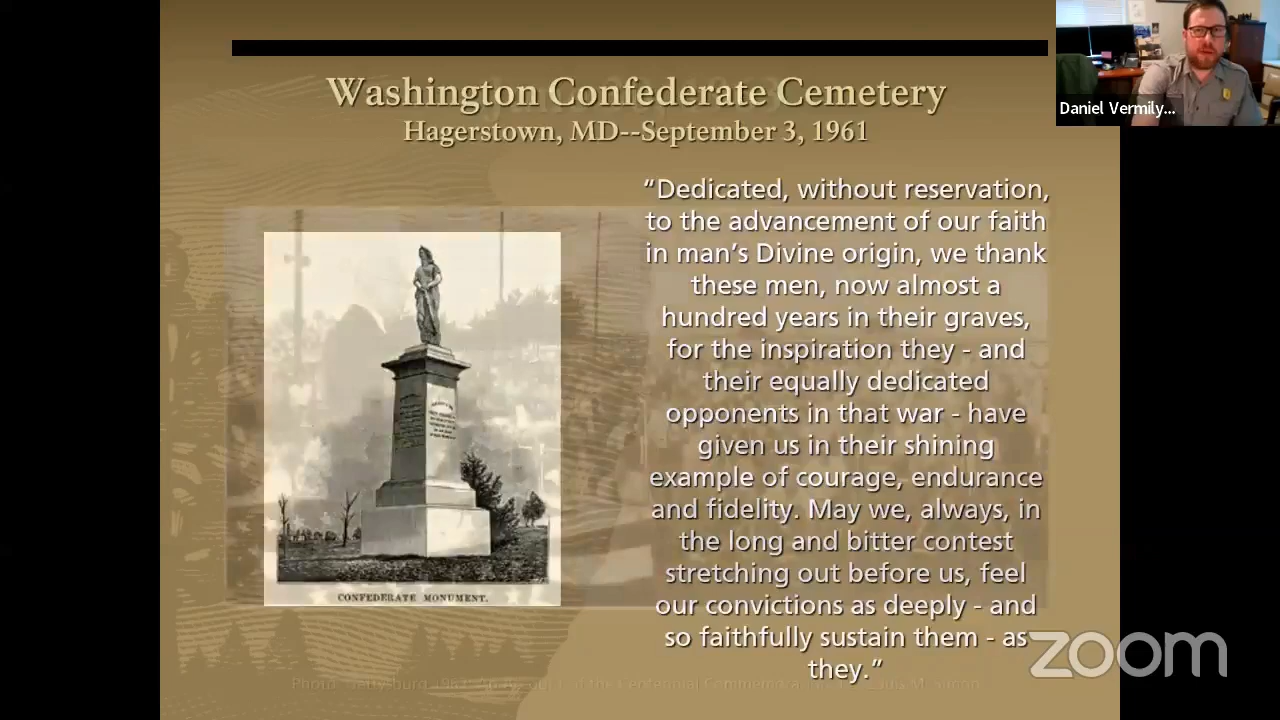 Washington Confederate Cemetery
Hagerstown, MD--September 3, 1961
Daniel Vermily...
“Dedicated, without reservation,
to the advancement of our faith
in man’s Divine origin, we thank
these men, now almost a
hundred years in their graves,
for the inspiration they - and
their equally dedicated
opponents in that war - have
given us in their shining
example of courage, endurance
and fidelity. May we, always, in
the long and bitter contest
stretching out before us, feel
our convictions as deeply - and
so faithfully sustain them - as
they.”
CONFEDERATE MONUMENT.
zoom